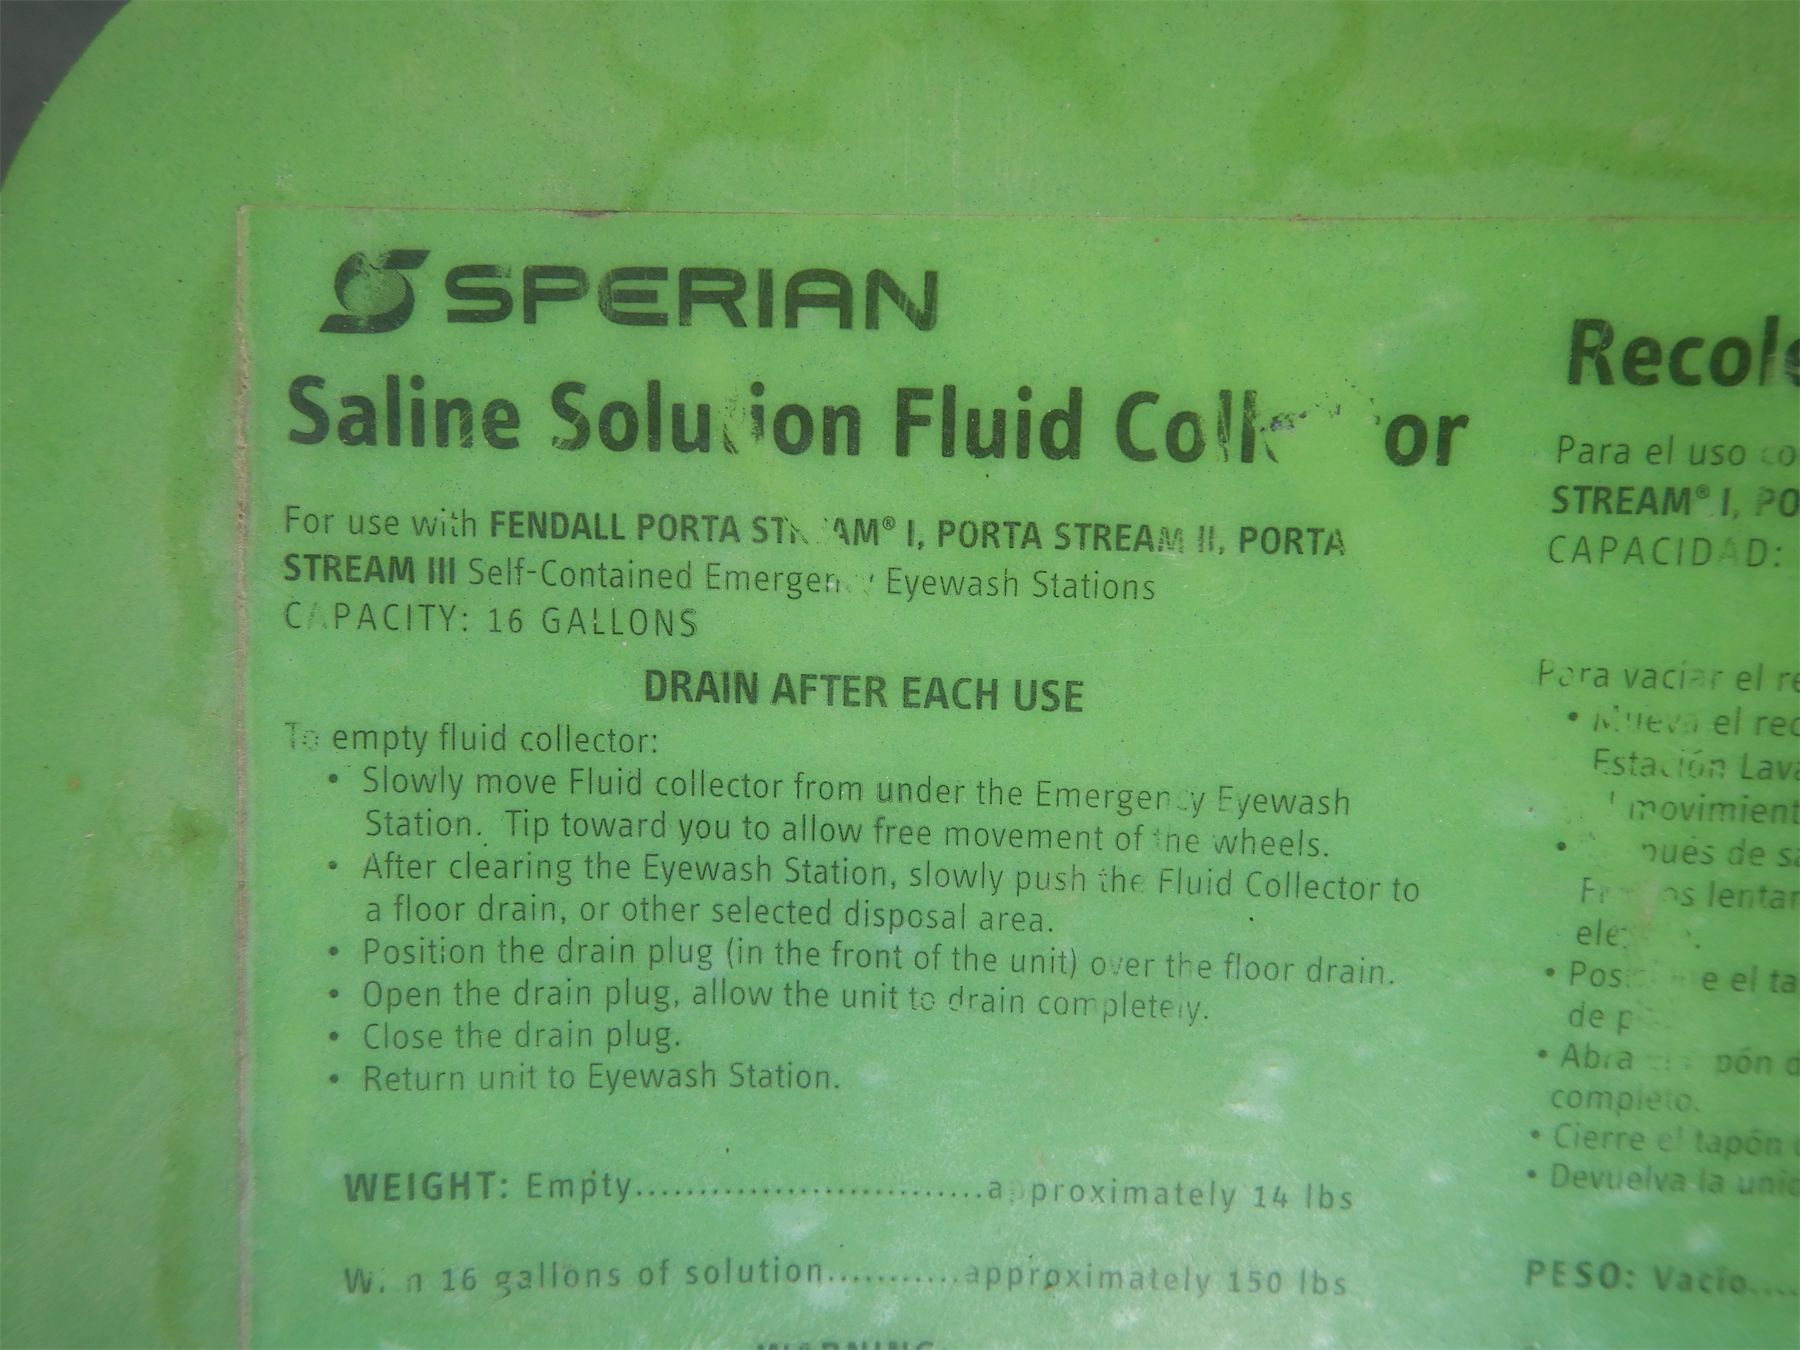 SPERIAN
Saline Solution Fluid Collector
For use with FENDALL PORTA STREAM® I, PORTA STREAM II, PORTA
STREAM III Self-Contained Emergency Eyewash Stations
CAPACITY: 16 GALLONS
DRAIN AFTER EACH USE
To empty fluid collector:
• Slowly move Fluid collector from under the Emergency Eyewash
Station. Tip toward you to allow free movement of the wheels.
• After clearing the Eyewash Station, slowly push the Fluid Collector to
a floor drain, or other selected disposal area.
• Position the drain plug (in the front of the unit) over the floor drain.
• Open the drain plug, allow the unit to drain completely.
• Close the drain plug.
• Return unit to Eyewash Station.
WEIGHT: Empty...........................approximately 14 lbs
With 16 gallons of solution...........approximately 150 lbs
WARNING:
Para el uso
STREAM® I,
CAPACIDAD:
Para vaciar el
• Mueva el
Estación
• de
• el
de
• Abra
completo.
• Cierre el tapón
• Devuelva la
PESO: Vacío....